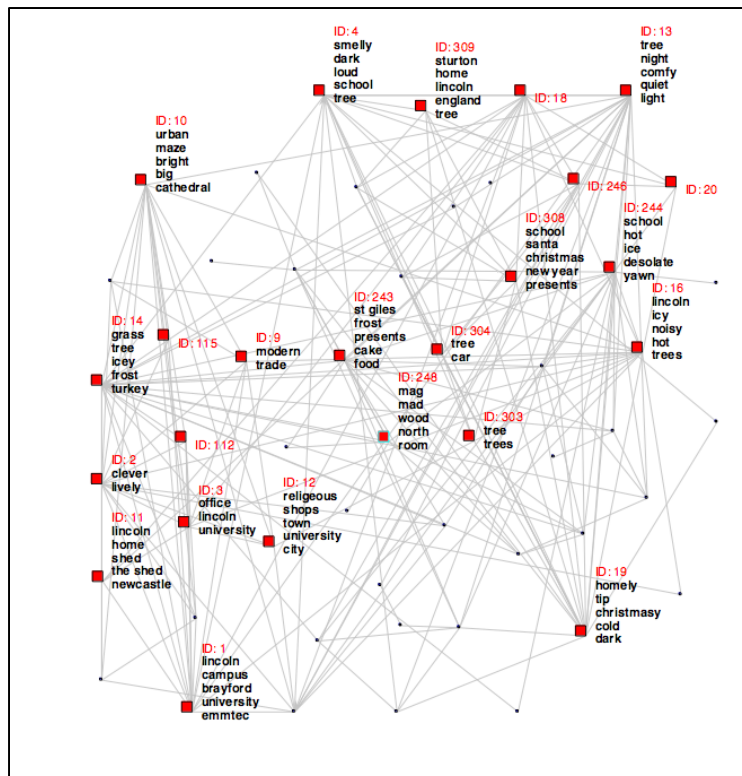 ID: 4
smelly
dark
loud
school
tree
ID: 309
sturton
home
lincoln
england
tree
ID: 18
ID: 13
tree
night
comfy
quiet
light
ID: 10
urban
maze
bright
big
cathedral
ID: 246
ID: 20
ID: 308
school
santa
christmas
new year
presents
ID: 244
school
hot
ice
desolate
yawn
ID: 16
lincoln
icy
noisy
hot
trees
ID: 14
grass
tree
icey
frost
turkey
ID: 115
ID: 9
modern
trade
ID: 243
st giles
frost
presents
cake
food
ID: 304
tree
car
ID: 248
mag
mad
wood
north
room
ID: 303
tree
trees
ID: 112
ID: 2
clever
lively
ID: 3
office
lincoln
university
ID: 12
religeous
shops
town
university
city
ID: 11
lincoln
home
shed
the shed
newcastle
ID: 19
homely
tip
christmasy
cold
dark
ID: 1
lincoln
campus
brayford
university
emmtec